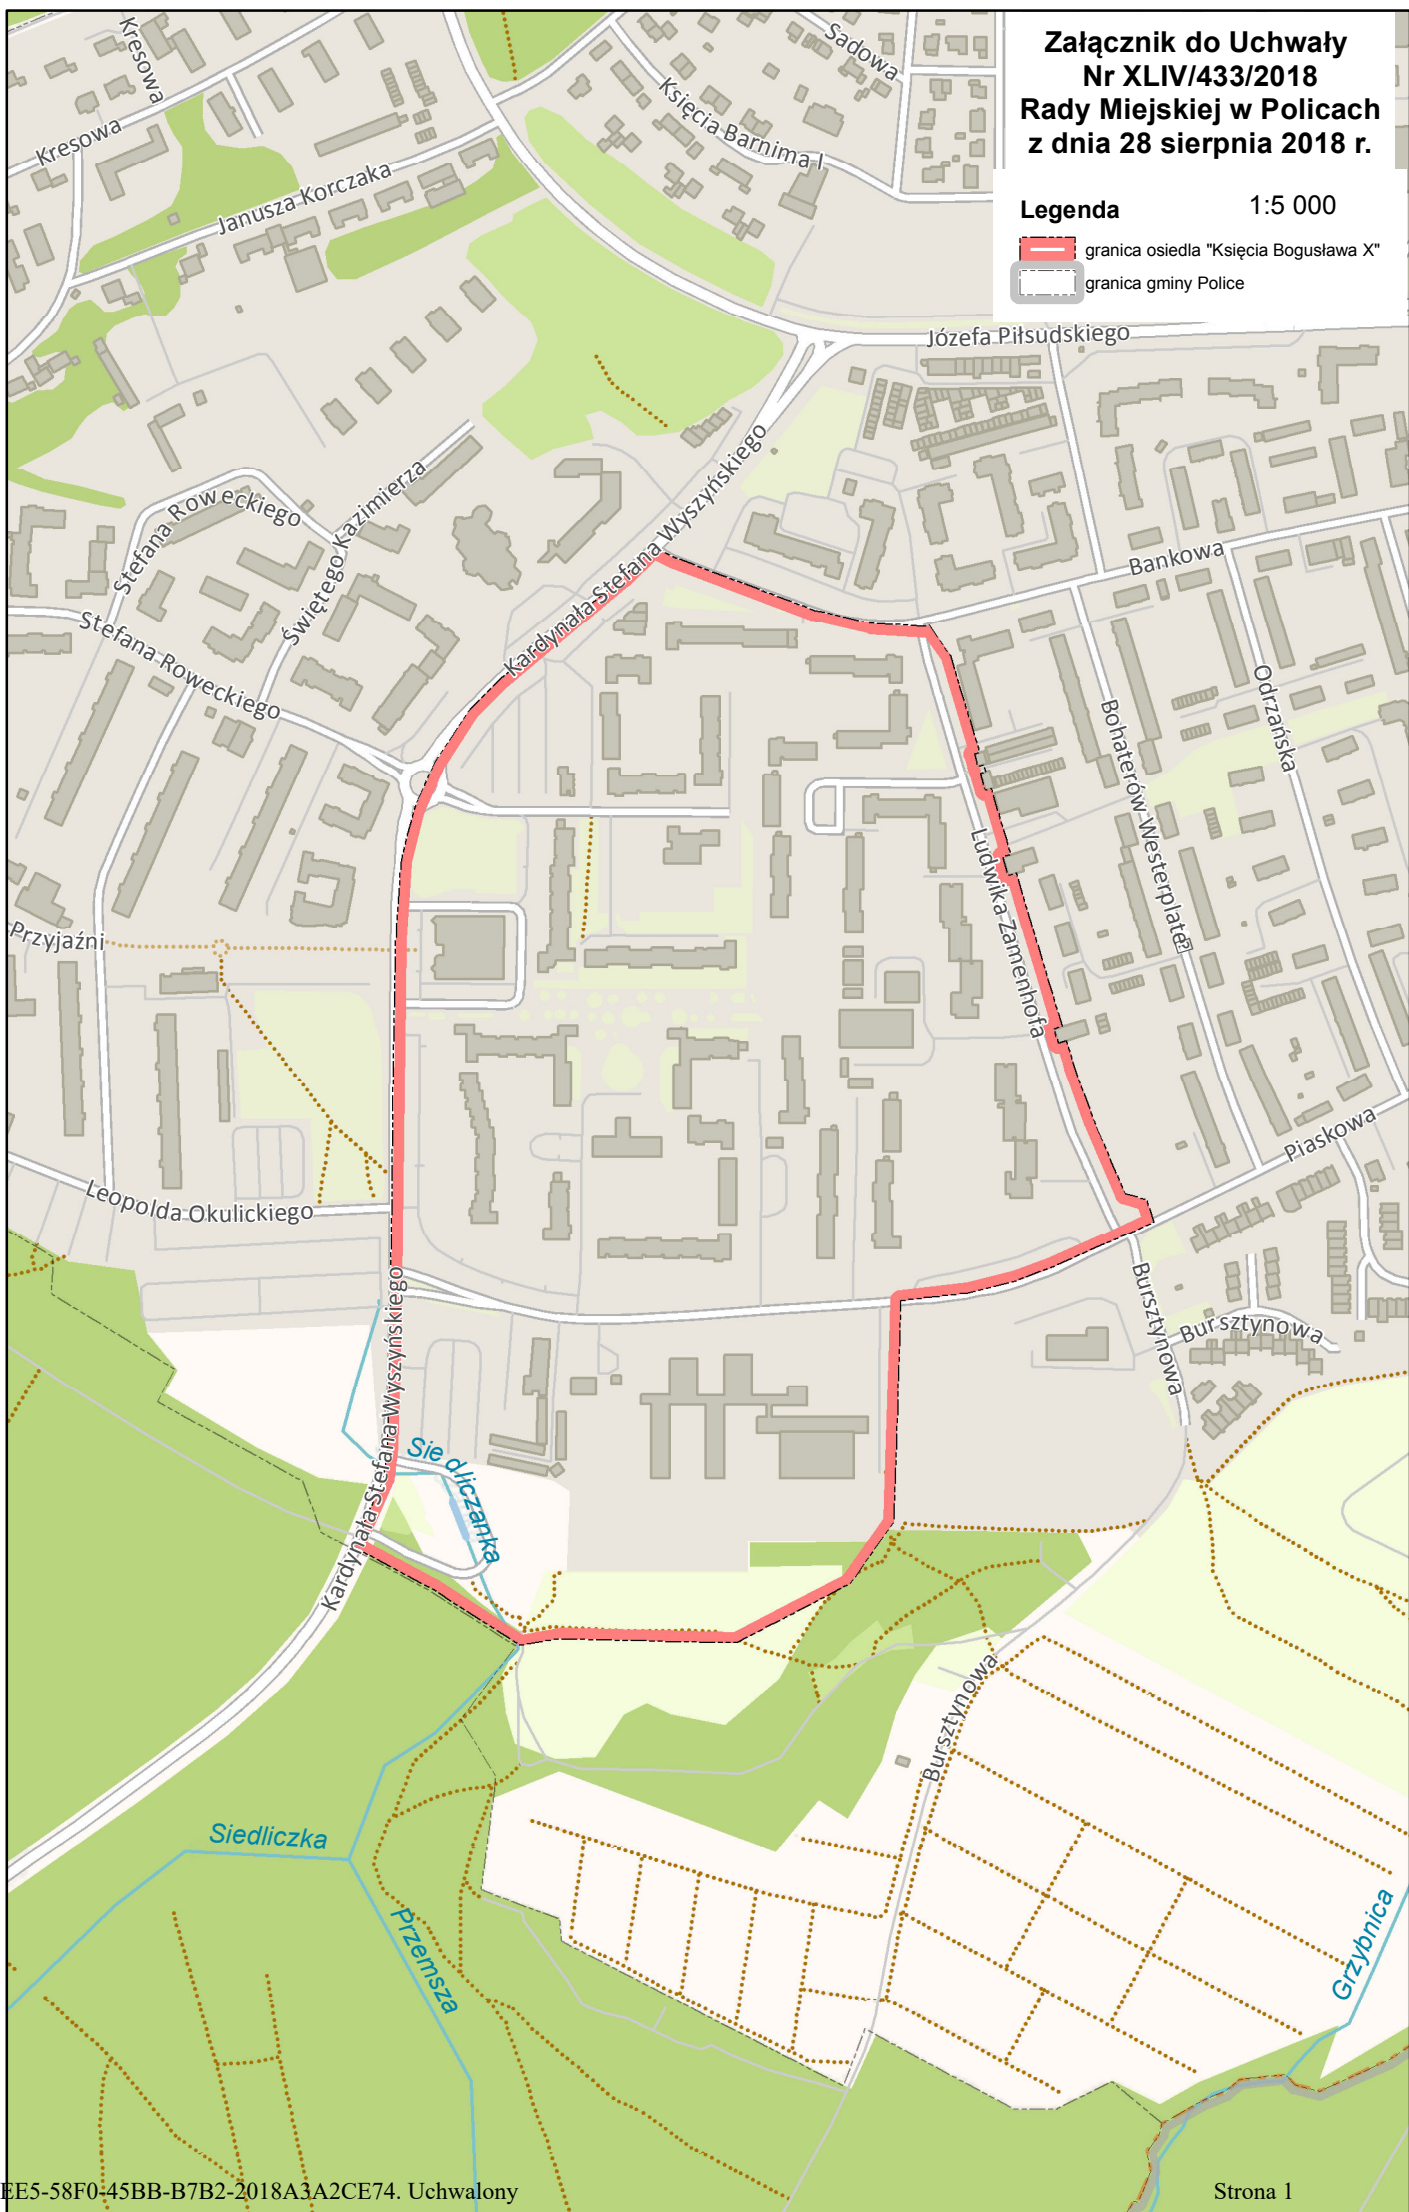 Załącznik do Uchwały
Nr XLIV/433/2018
Rady Miejskiej w Policach
z dnia 28 sierpnia 2018 r.
Legenda
1:5 000
granica osiedla "Księcia Bogusława X"
granica gminy Police
Kresowa
Kresowa
Sadowa
Księcia Barnima I
Janusza Korczaka
Józefa Piłsudskiego
Kardynała Stefana Wyszyńskiego
Stefana Roweckiego
Świętego Kazimierza
Stefana Roweckiego
Bankowa
Odrzańska
Bohaterów Westerplatte
Ludwika Zamenhofa
Przyjaźni
Leopolda Okulickiego
Piaskowa
Bursztynowa
Bursztynowa
Kardynała Stefana Wyszyńskiego
Siedliczanka
Bursztynowa
Siedliczka
Przemsza
Grzybnica
EE5-58F0-45BB-B7B2-2018A3A2CE74. Uchwalony
Strona 1